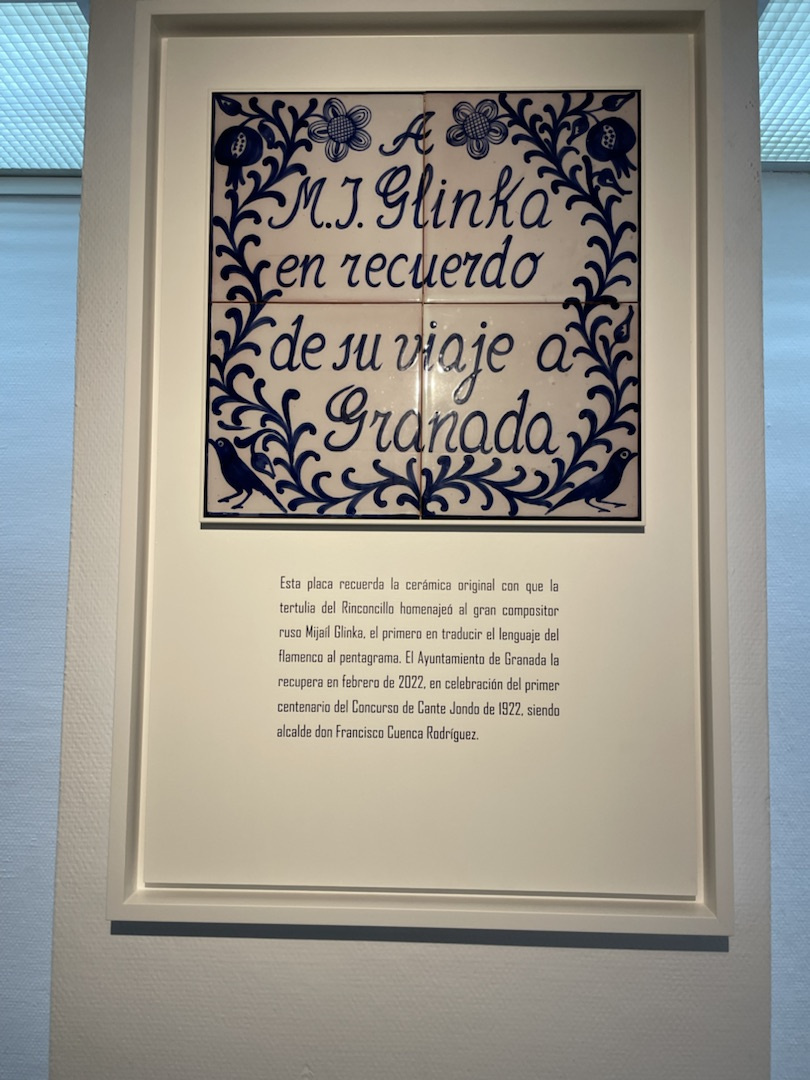 A
M.J. Glinka
en recuerdo
de su viaje a
Granada
Esta placa recuerda la cerámica original con que la
tertulia del Rinconcillo homenajeó al gran compositor
ruso Mijaíl Glinka, el primero en traducir el lenguaje del
flamenco al pentagrama. El Ayuntamiento de Granada la
recupera en febrero de 2022, en celebración del primer
centenario del Concurso de Cante Jondo de 1922, siendo
alcalde don Francisco Cuenca Rodríguez.